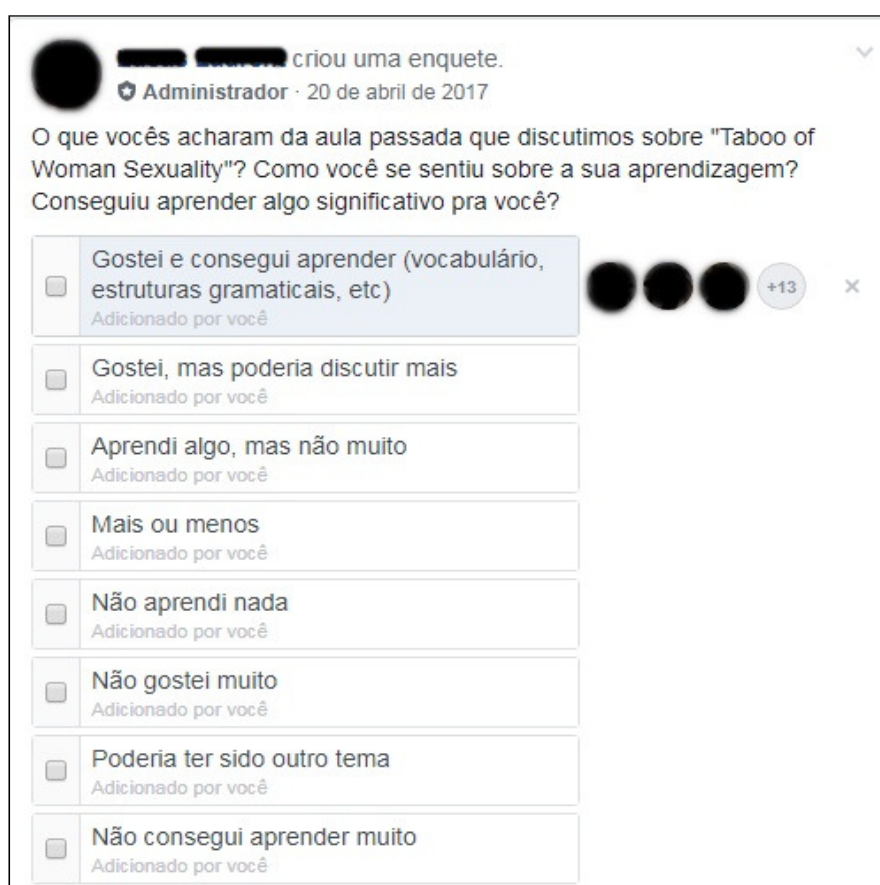 criou uma enquete.
Administrador · 20 de abril de 2017
O que vocês acharam da aula passada que discutimos sobre "Taboo of
Woman Sexuality"? Como você se sentiu sobre a sua aprendizagem?
Conseguiu aprender algo significativo pra você?
Gostei e consegui aprender (vocabulário,
estruturas gramaticais, etc)
Adicionado por você
+13
Gostei, mas poderia discutir mais
Adicionado por você
Aprendi algo, mas não muito
Adicionado por você
Mais ou menos
Adicionado por você
Não aprendi nada
Adicionado por você
Não gostei muito
Adicionado por você
Poderia ter sido outro tema
Adicionado por você
Não consegui aprender muito
Adicionado por você